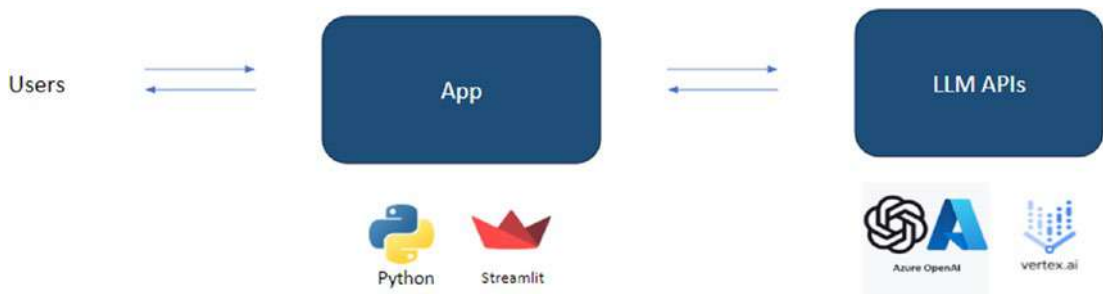 Users
App
LLM APIs
Python
Streamlit
Azure OpenAI
vertex.ai